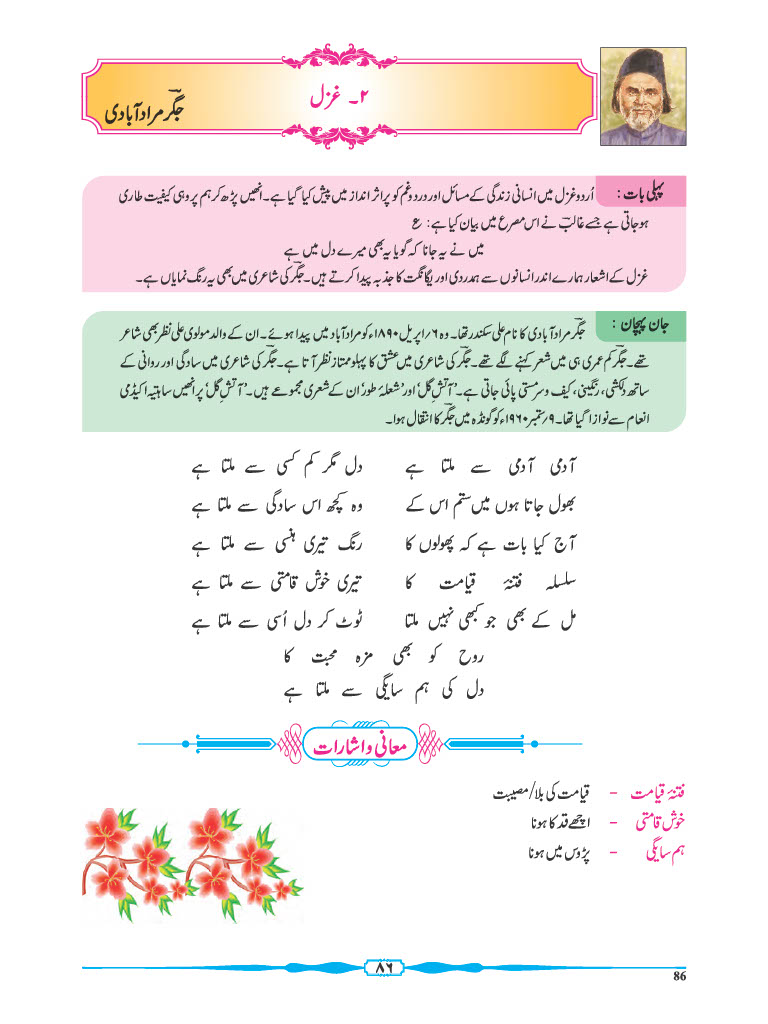 ۲۔ غزل
جگرؔ مرادآبادی
پہلی بات : اُردو غزل میں انسانی زندگی کے مسائل اور درد و غم کو پر اثر انداز میں پیش کیا گیا ہے۔ انھیں پڑھ کر ہم پر وہی کیفیت طاری
ہوجاتی ہے جسے غالبؔ نے اس مصرع میں بیان کیا ہے: ع
میں نے یہ جانا کہ گویا یہ بھی میرے دل میں ہے
غزل کے اشعار ہمارے اندر انسانوں سے ہمدردی اور یگانگت کا جذبہ پیدا کرتے ہیں۔ جگرؔ کی شاعری میں بھی یہ رنگ نمایاں ہے۔
جان پہچان : جگرؔ مرادآبادی کا نام علی سکندر تھا۔ وہ ۶؍اپریل ۱۸۹۰ء کو مرادآباد میں پیدا ہوئے۔ ان کے والد مولوی علی نظر بھی شاعر
تھے۔ جگرؔ کم عمری ہی میں شعر کہنے لگے تھے۔ جگرؔ کی شاعری میں عشق کا پہلو ممتاز نظر آتا ہے۔ جگرؔ کی شاعری میں سادگی اور روانی کے
ساتھ دلکشی، رنگینی، کیف و سرمستی پائی جاتی ہے۔ ’آتشِ گل‘ اور ’شعلۂ طور‘ ان کے شعری مجموعے ہیں۔ ’آتشِ گل‘ پر انھیں ساہتیہ اکیڈمی
انعام سے نوازا گیا تھا۔ ۹؍ستمبر ۱۹۶۰ء کو گونڈہ میں جگرؔ کا انتقال ہوا۔
آدمی آدمی سے ملتا ہے دل مگر کم کسی سے ملتا ہے
بھول جاتا ہوں میں ستم اس کے وہ کچھ اس سادگی سے ملتا ہے
آج کیا بات ہے کہ پھولوں کا رنگ تیری ہنسی سے ملتا ہے
سلسلہ فتنۂ قیامت کا تیری خوش قامتی سے ملتا ہے
مل کے بھی جو کبھی نہیں ملتا ٹوٹ کر دل اُسی سے ملتا ہے
روح کو بھی مزہ محبت کا
دل کی ہم سایگی سے ملتا ہے
معانی و اشارات
فتنۂ قیامت – قیامت کی بلا/مصیبت
خوش قامتی – اچھے قد کا ہونا
ہم سایگی – پڑوس میں ہونا
۸۶
86